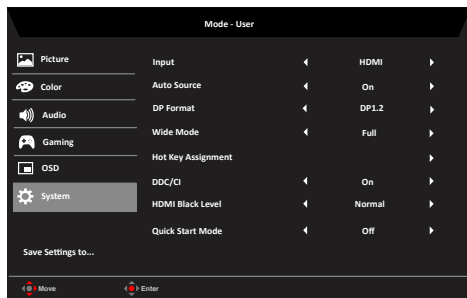 Mode - User
Picture
Color
Audio
Gaming
OSD
System
Save Settings to...
Input HDMI
Auto Source On
DP Format DP1.2
Wide Mode Full
Hot Key Assignment
DDC/CI On
HDMI Black Level Normal
Quick Start Mode Off
Move Enter